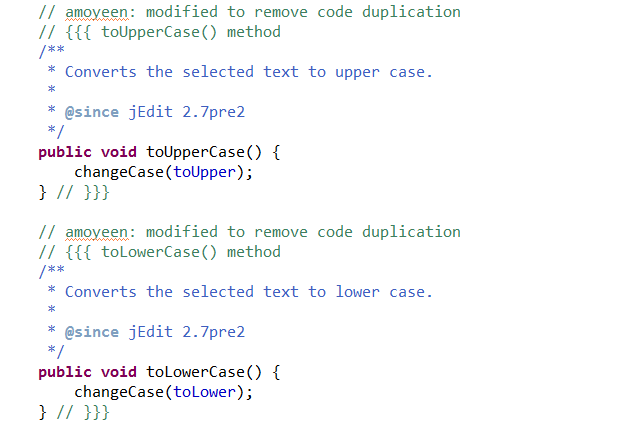 // amoyeen: modified to remove code duplication
// {{{ toUpperCase() method
/**
 * Converts the selected text to upper case.
 *
 * @since jEdit 2.7pre2
 */
public void toUpperCase() {
    changeCase(toUpper);
} // }}}

// amoyeen: modified to remove code duplication
// {{{ toLowerCase() method
/**
 * Converts the selected text to lower case.
 *
 * @since jEdit 2.7pre2
 */
public void toLowerCase() {
    changeCase(toLower);
} // }}}